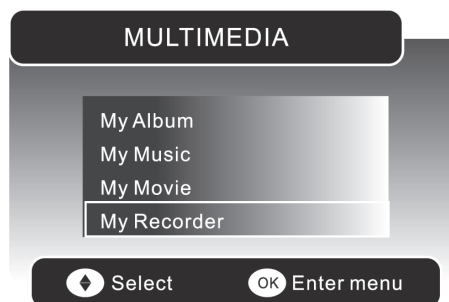 MULTIMEDIA
My Album
My Music
My Movie
My Recorder
Select OK Enter menu